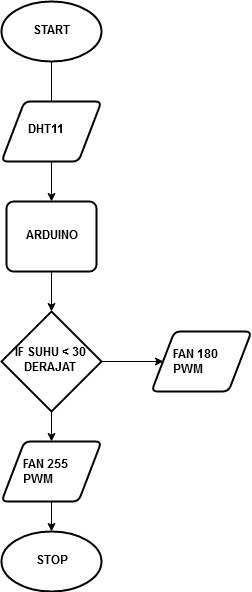 START
DHT11
ARDUINO
IF SUHU < 30
DERAJAT
FAN 180
PWM
FAN 255
PWM
STOP